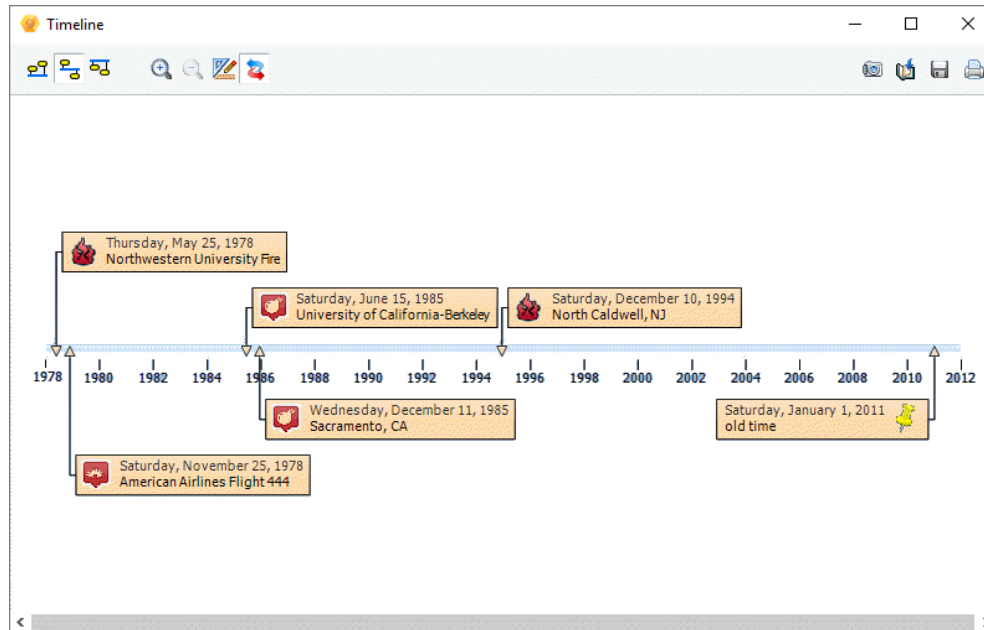 Timeline
Thursday, May 25, 1978
Northwestern University Fire
Saturday, June 15, 1985
University of California-Berkeley
Saturday, December 10, 1994
North Caldwell, NJ
1978 1980 1982 1984 1986 1988 1990 1992 1994 1996 1998 2000 2002 2004 2006 2008 2010 2012
Wednesday, December 11, 1985
Sacramento, CA
Saturday, January 1, 2011
old time
Saturday, November 25, 1978
American Airlines Flight 444